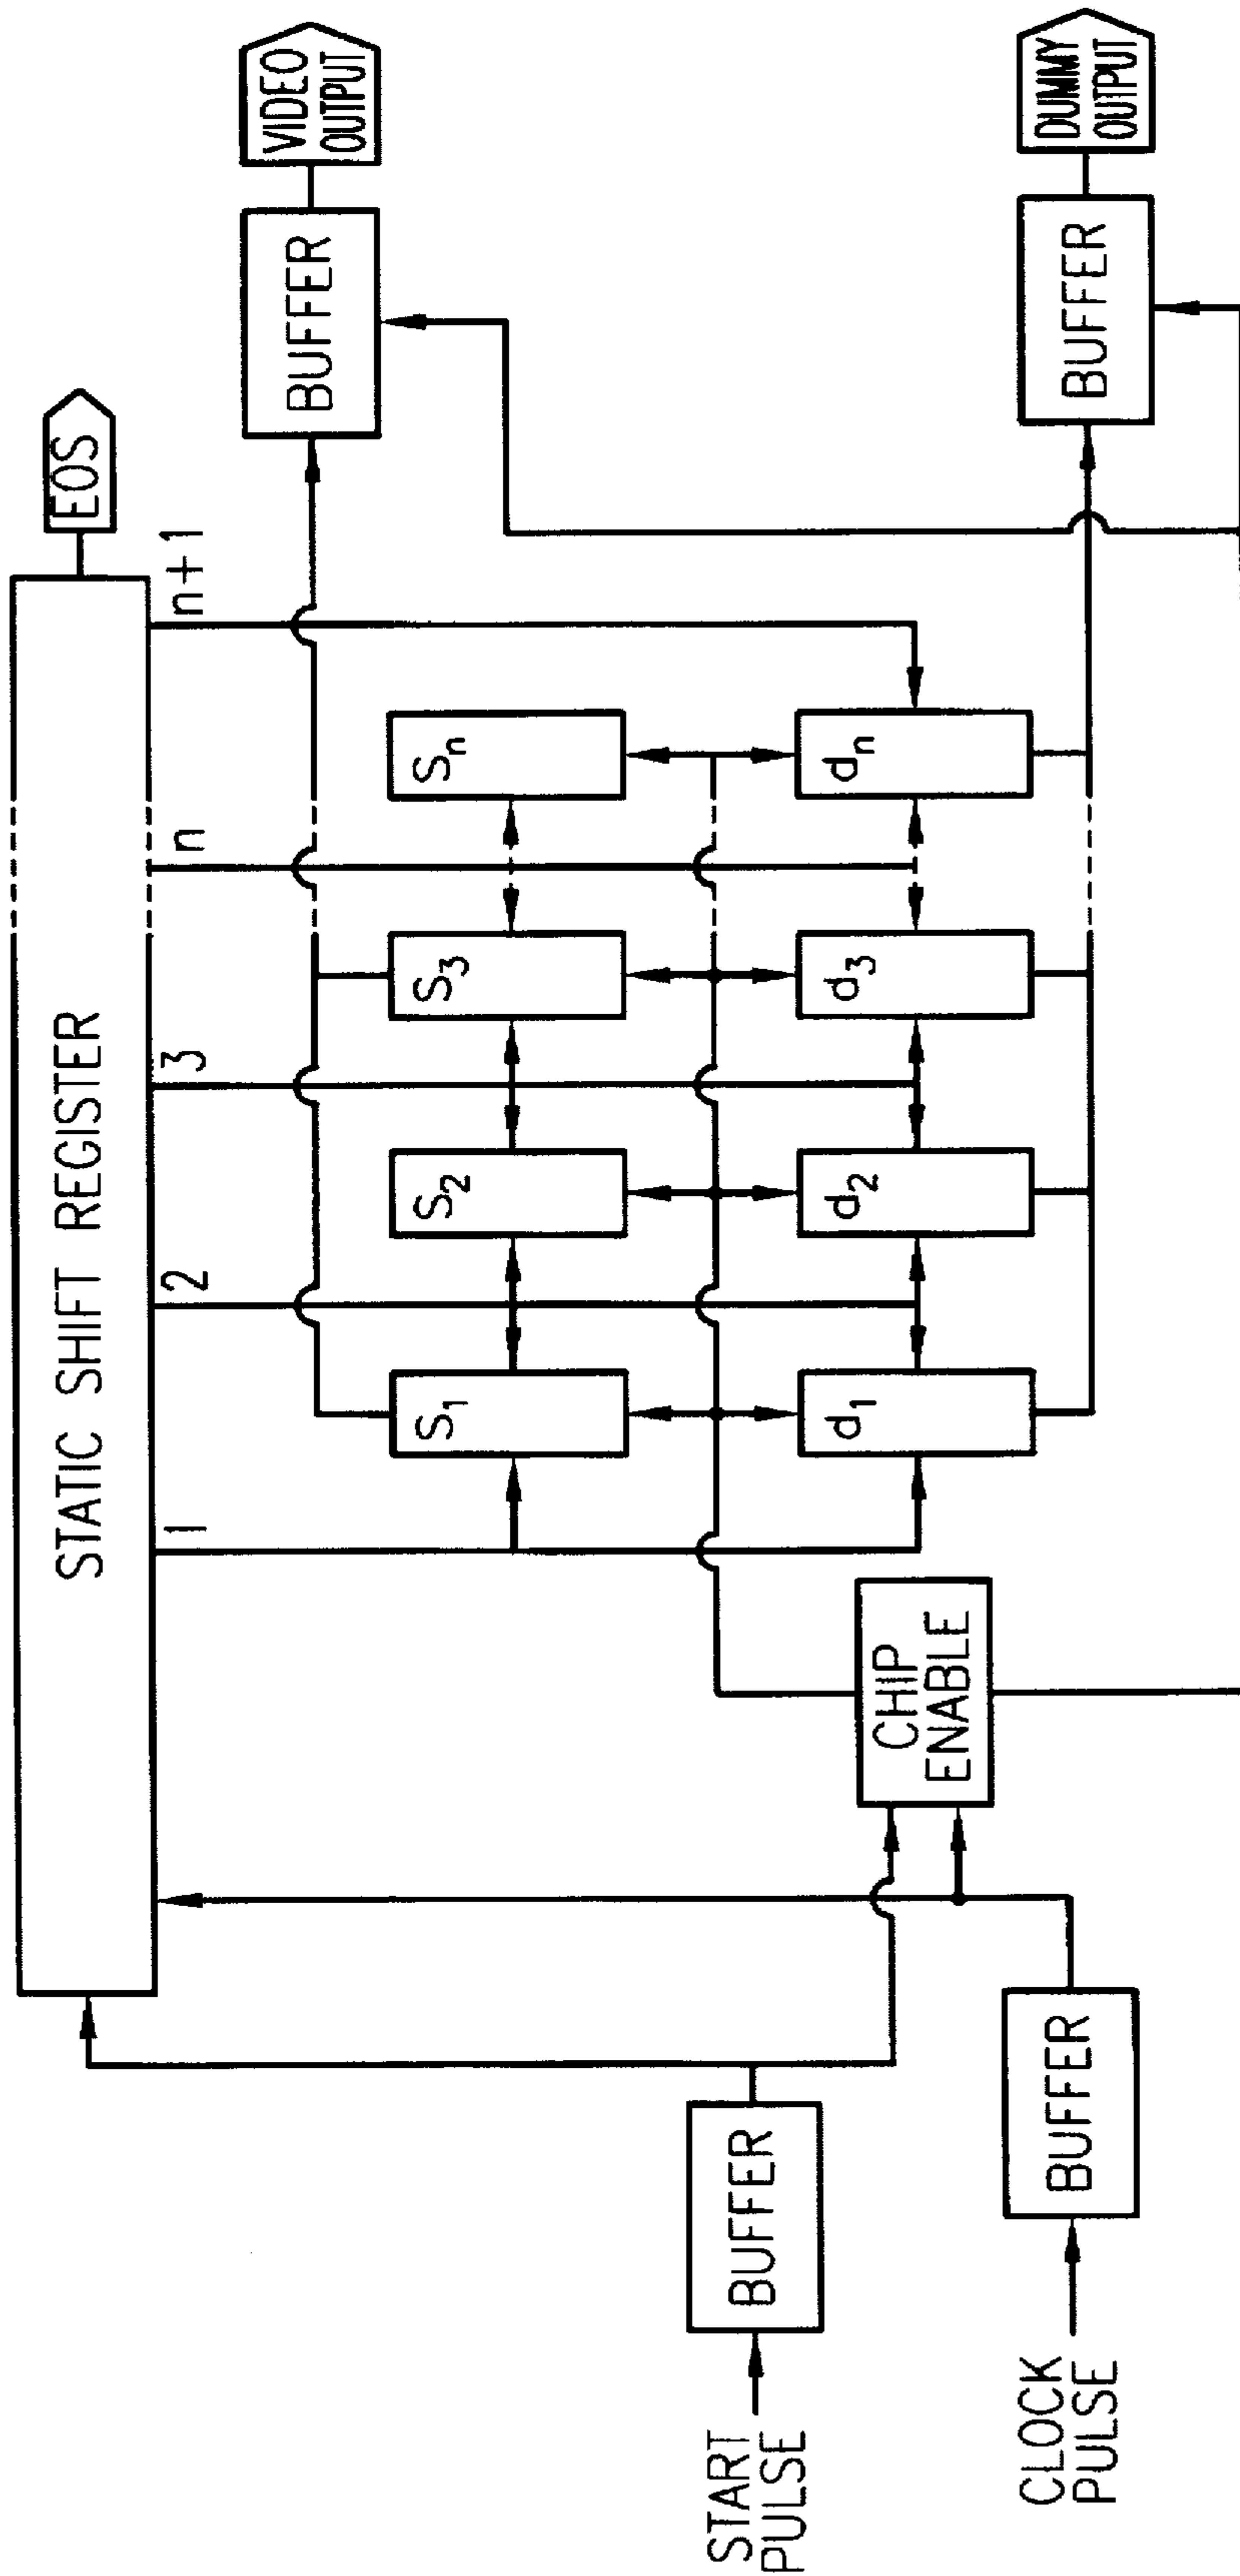 STATIC SHIFT REGISTER
EOS
1
2
3
n
n+1
VIDEO
OUTPUT
BUFFER
S1
S2
S3
Sn
d1
d2
d3
dn
CHIP
ENABLE
BUFFER
DUMMY
OUTPUT
START
PULSE
BUFFER
CLOCK
PULSE
BUFFER